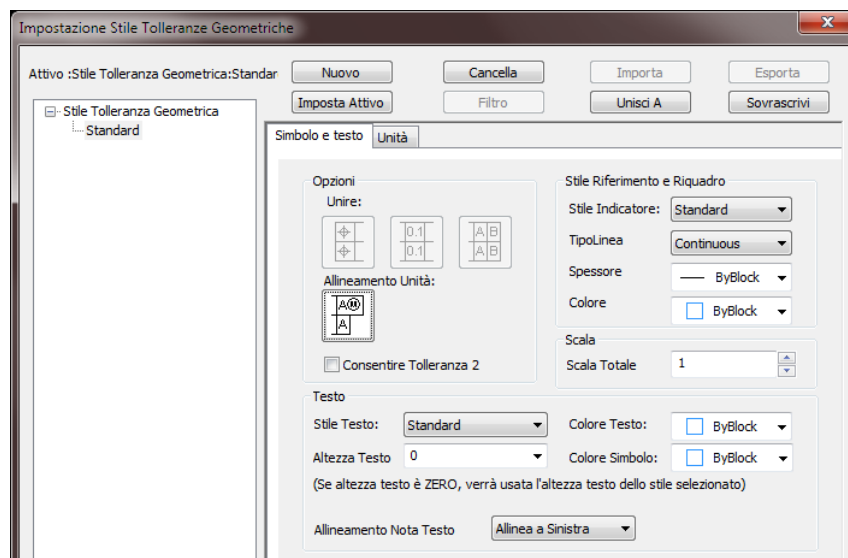 Impostazione Stile Tolleranze Geometriche
x
Attivo :Stile Tolleranza Geometrica:Standar
Nuovo Cancella Importa Esporta
Imposta Attivo Filtro Unisci A Sovrascrivi
Stile Tolleranza Geometrica
Standard
Simbolo e testo Unità
Opzioni
Unire:
0.1
0.1
A B
A B
Allineamento Unità:
A M
A
Consentire Tolleranza 2
Stile Riferimento e Riquadro
Stile Indicatore: Standard
TipoLinea Continuous
Spessore ByBlock
Colore ByBlock
Scala
Scala Totale 1
Testo
Stile Testo: Standard Colore Testo: ByBlock
Altezza Testo 0 Colore Simbolo: ByBlock
(Se altezza testo è ZERO, verrà usata l'altezza testo dello stile selezionato)
Allineamento Nota Testo Allinea a Sinistra